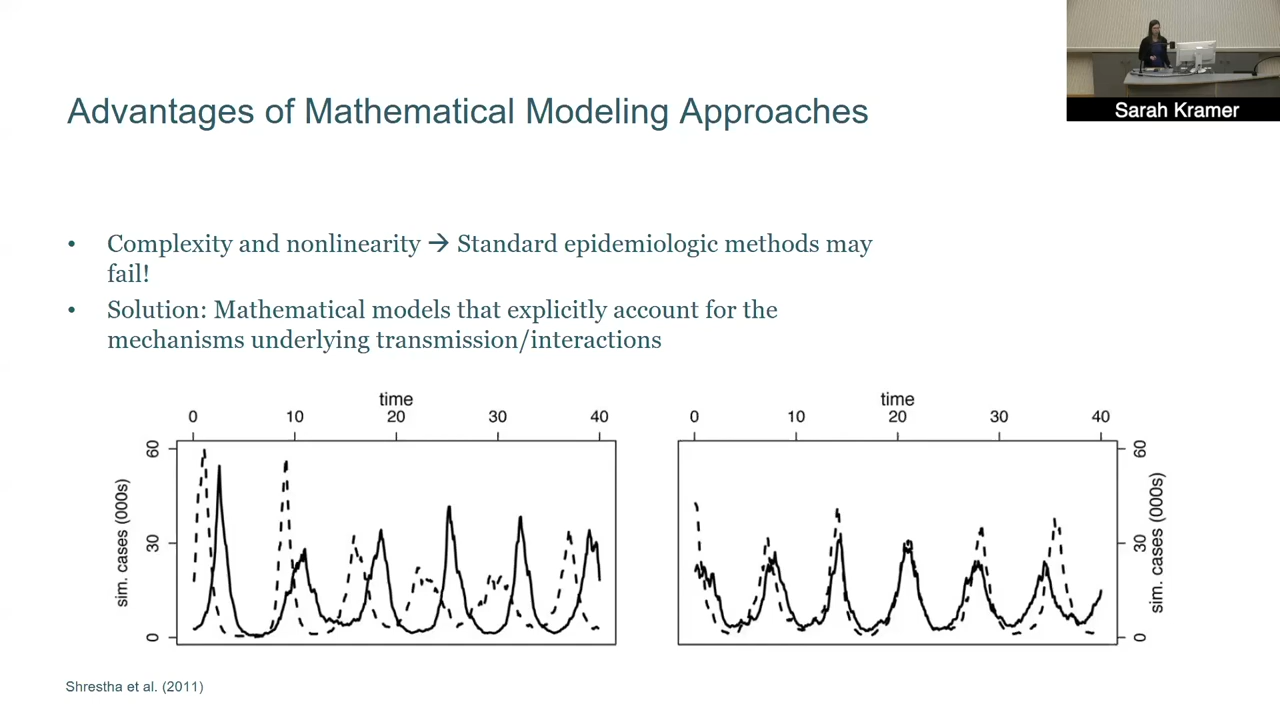 Sarah Kramer
Advantages of Mathematical Modeling Approaches
• Complexity and nonlinearity → Standard epidemiologic methods may
fail!
• Solution: Mathematical models that explicitly account for the
mechanisms underlying transmission/interactions
time
0 10 20 30 40
60
30
0
sim. cases (000s)
time
0 10 20 30 40
60
30
0
sim. cases (000s)
Shrestha et al. (2011)